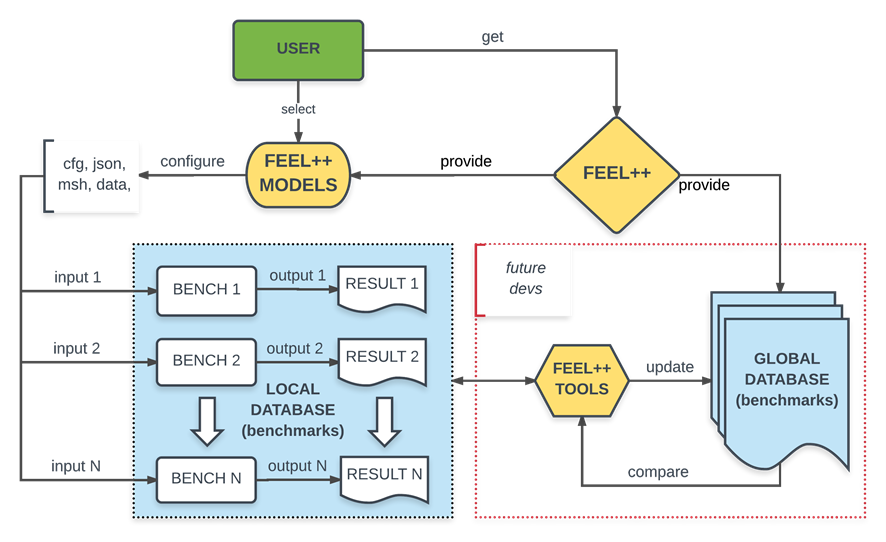 USER
get
select
FEEL++
MODELS
configure
provide
FEEL++
provide
cfg, json,
msh, data,
input 1
BENCH 1
output 1
RESULT 1
input 2
BENCH 2
output 2
RESULT 2
LOCAL
DATABASE
(benchmarks)
input N
BENCH N
output N
RESULT N
future
devs
FEEL++
TOOLS
update
GLOBAL
DATABASE
(benchmarks)
compare